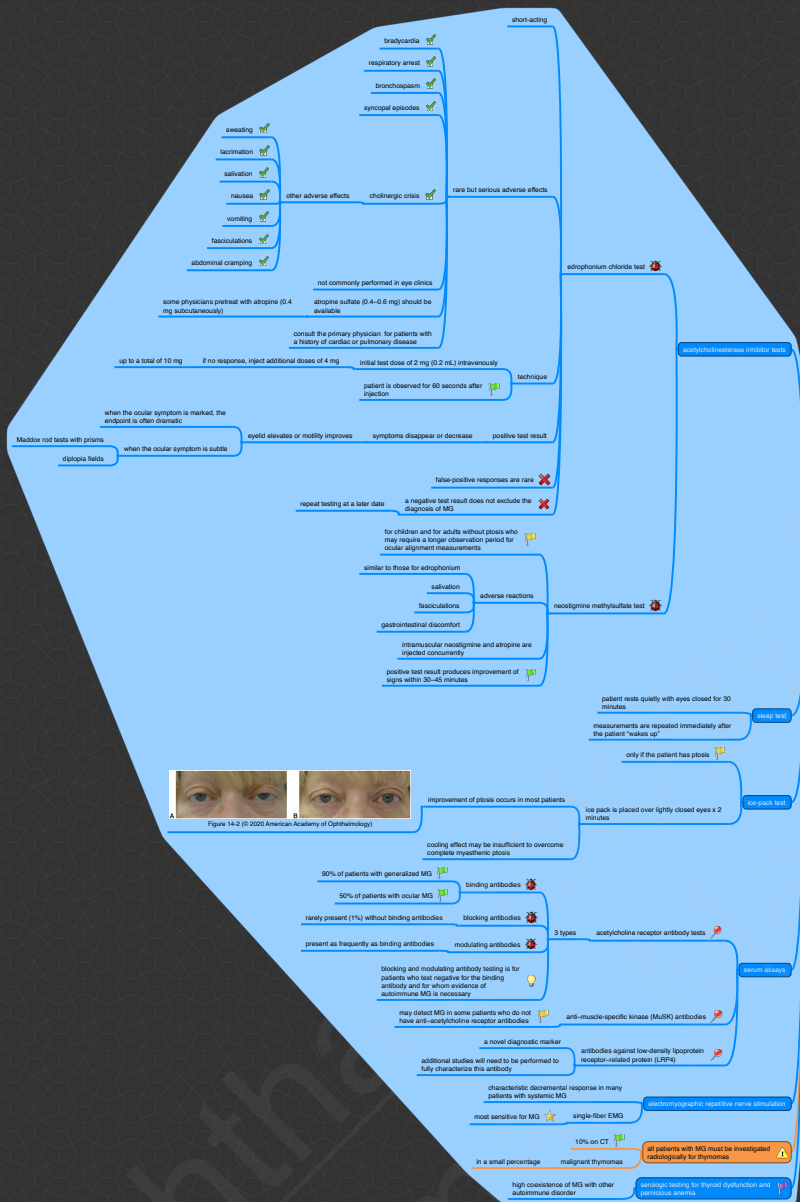 short-acting
bradycardia
respiratory arrest
bronchospasm
syncopal episodes
sweating
lacrimation
salivation
nausea
vomiting
fasciculations
abdominal cramping
other adverse effects
cholinergic crisis
rare but serious adverse effects
not commonly performed in eye clinics
some physicians pretreat with atropine (0.4
mg subcutaneously)
atropine sulfate (0.4–0.6 mg) should be
available
consult the primary physician for patients with
a history of cardiac or pulmonary disease
edrophonium chloride test
acetylcholinesterase inhibitor tests
up to a total of 10 mg
if no response, inject additional doses of 4 mg
initial test dose of 2 mg (0.2 mL) intravenously
technique
patient is observed for 60 seconds after
injection
when the ocular symptom is marked, the
endpoint is often dramatic
Maddox rod tests with prisms
diplopia fields
when the ocular symptom is subtle
eyelid elevates or motility improves
symptoms disappear or decrease
positive test result
false-positive responses are rare
repeat testing at a later date
a negative test result does not exclude the
diagnosis of MG
for children and for adults without ptosis who
may require a longer observation period for
ocular alignment measurements
similar to those for edrophonium
salivation
fasciculations
gastrointestinal discomfort
adverse reactions
neostigmine methylsulfate test
intramuscular neostigmine and atropine are
injected concurrently
positive test result produces improvement of
signs within 30–45 minutes
patient rests quietly with eyes closed for 30
minutes
measurements are repeated immediately after
the patient “wakes up”
sleep test
only if the patient has ptosis
A
B
Figure 14-2 (© 2020 American Academy of Ophthalmology)
improvement of ptosis occurs in most patients
ice pack is placed over lightly closed eyes x 2
minutes
cooling effect may be insufficient to overcome
complete myasthenic ptosis
ice-pack test
90% of patients with generalized MG
50% of patients with ocular MG
binding antibodies
rarely present (1%) without binding antibodies
blocking antibodies
present as frequently as binding antibodies
modulating antibodies
3 types
acetylcholine receptor antibody tests
blocking and modulating antibody testing is for
patients who test negative for the binding
antibody and for whom evidence of
autoimmune MG is necessary
may detect MG in some patients who do not
have anti–acetylcholine receptor antibodies
anti–muscle-specific kinase (MuSK) antibodies
a novel diagnostic marker
additional studies will need to be performed to
fully characterize this antibody
antibodies against low-density lipoprotein
receptor–related protein (LRP4)
serum assays
characteristic decremental response in many
patients with systemic MG
most sensitive for MG
single-fiber EMG
electromyographic repetitive nerve stimulation
10% on CT
in a small percentage
malignant thymomas
all patients with MG must be investigated
radiologically for thymomas
high coexistence of MG with other
autoimmune disorder
serologic testing for thyroid dysfunction and
pernicious anemia